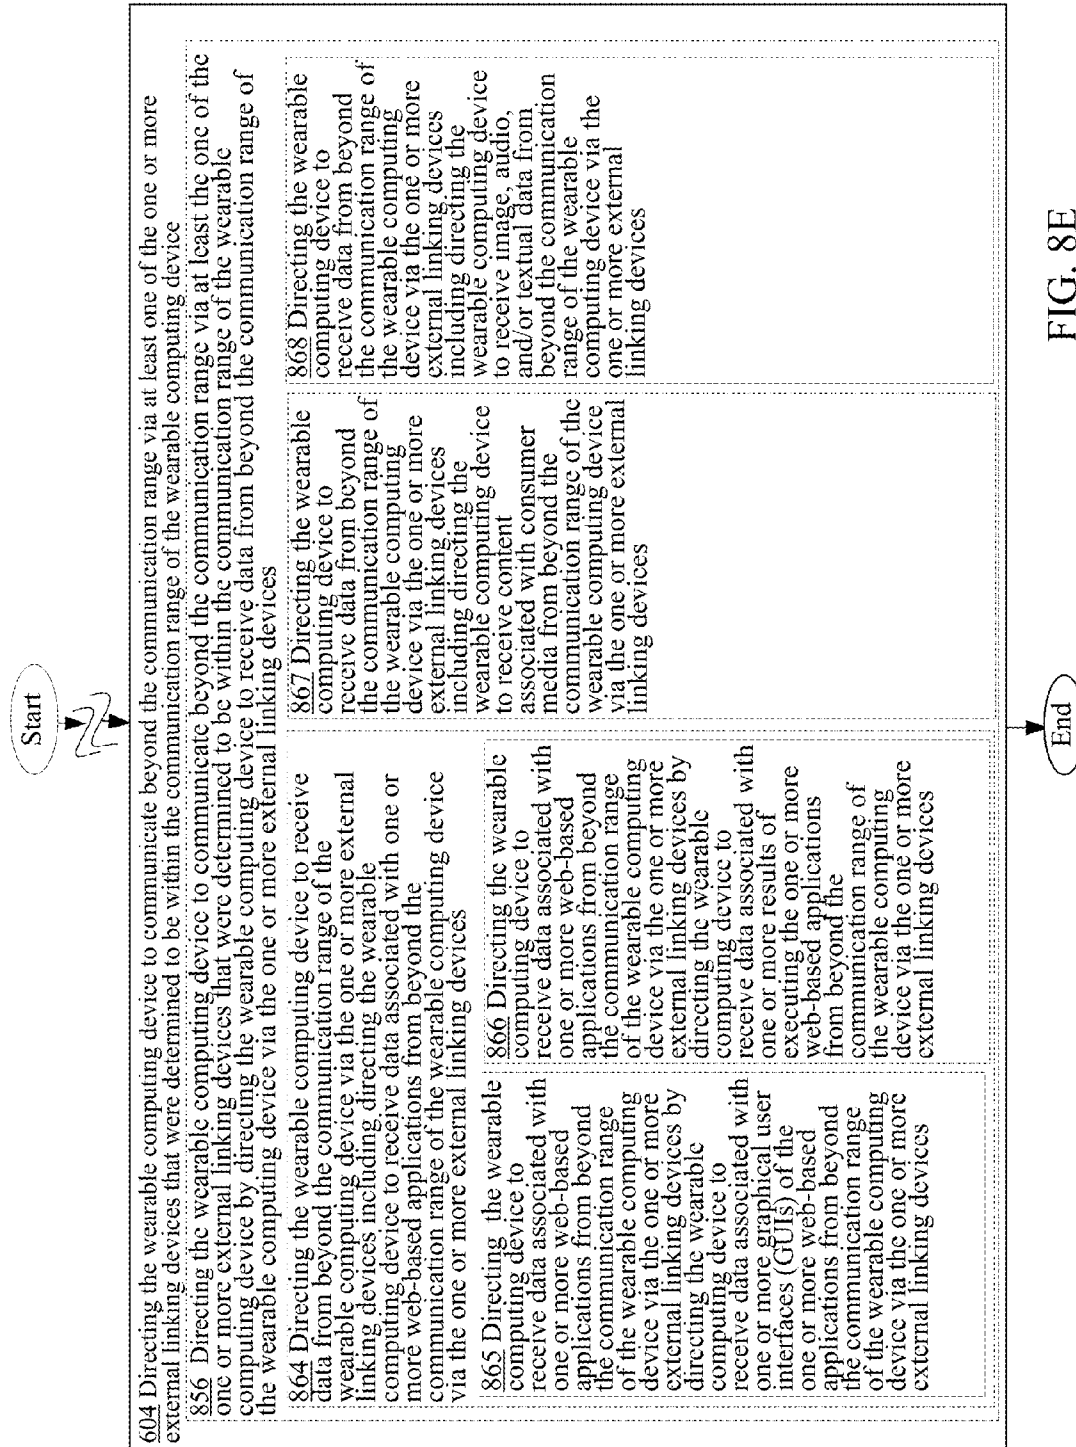 Start
604 Directing the wearable computing device to communicate beyond the communication range via at least one of the one or more
external linking devices that were determined to be within the communication range of the wearable computing device
856 Directing the wearable computing device to communicate beyond the communication range via at least the one of the
one or more external linking devices that were determined to be within the communication range of the wearable
computing device by directing the wearable computing device to receive data from beyond the communication range of
the wearable computing device via the one or more external linking devices
864 Directing the wearable computing device to receive
data from beyond the communication range of the
wearable computing device via the one or more external
linking devices including directing the wearable
computing device to receive data associated with one or
more web-based applications from beyond the
communication range of the wearable computing device
via the one or more external linking devices
865 Directing the wearable
computing device to
receive data associated with
one or more web-based
applications from beyond
the communication range
of the wearable computing
device via the one or more
external linking devices by
directing the wearable
computing device to
receive data associated with
one or more graphical user
interfaces (GUIs) of the
one or more web-based
applications from beyond
the communication range
of the wearable computing
device via the one or more
external linking devices
866 Directing the wearable
computing device to
receive data associated with
one or more web-based
applications from beyond
the communication range
of the wearable computing
device via the one or more
external linking devices by
directing the wearable
computing device to
receive data associated with
one or more results of
executing the one or more
web-based applications
from beyond the
communication range of
the wearable computing
device via the one or more
external linking devices
867 Directing the wearable
computing device to
receive data from beyond
the communication range of
the wearable computing
device via the one or more
external linking devices
including directing the
wearable computing device
to receive content
associated with consumer
media from beyond the
communication range of the
wearable computing device
via the one or more external
linking devices
868 Directing the wearable
computing device to
receive data from beyond
the communication range of
the wearable computing
device via the one or more
external linking devices
including directing the
wearable computing device
to receive image, audio,
and/or textual data from
beyond the communication
range of the wearable
computing device via the
one or more external
linking devices
End
FIG. 8E